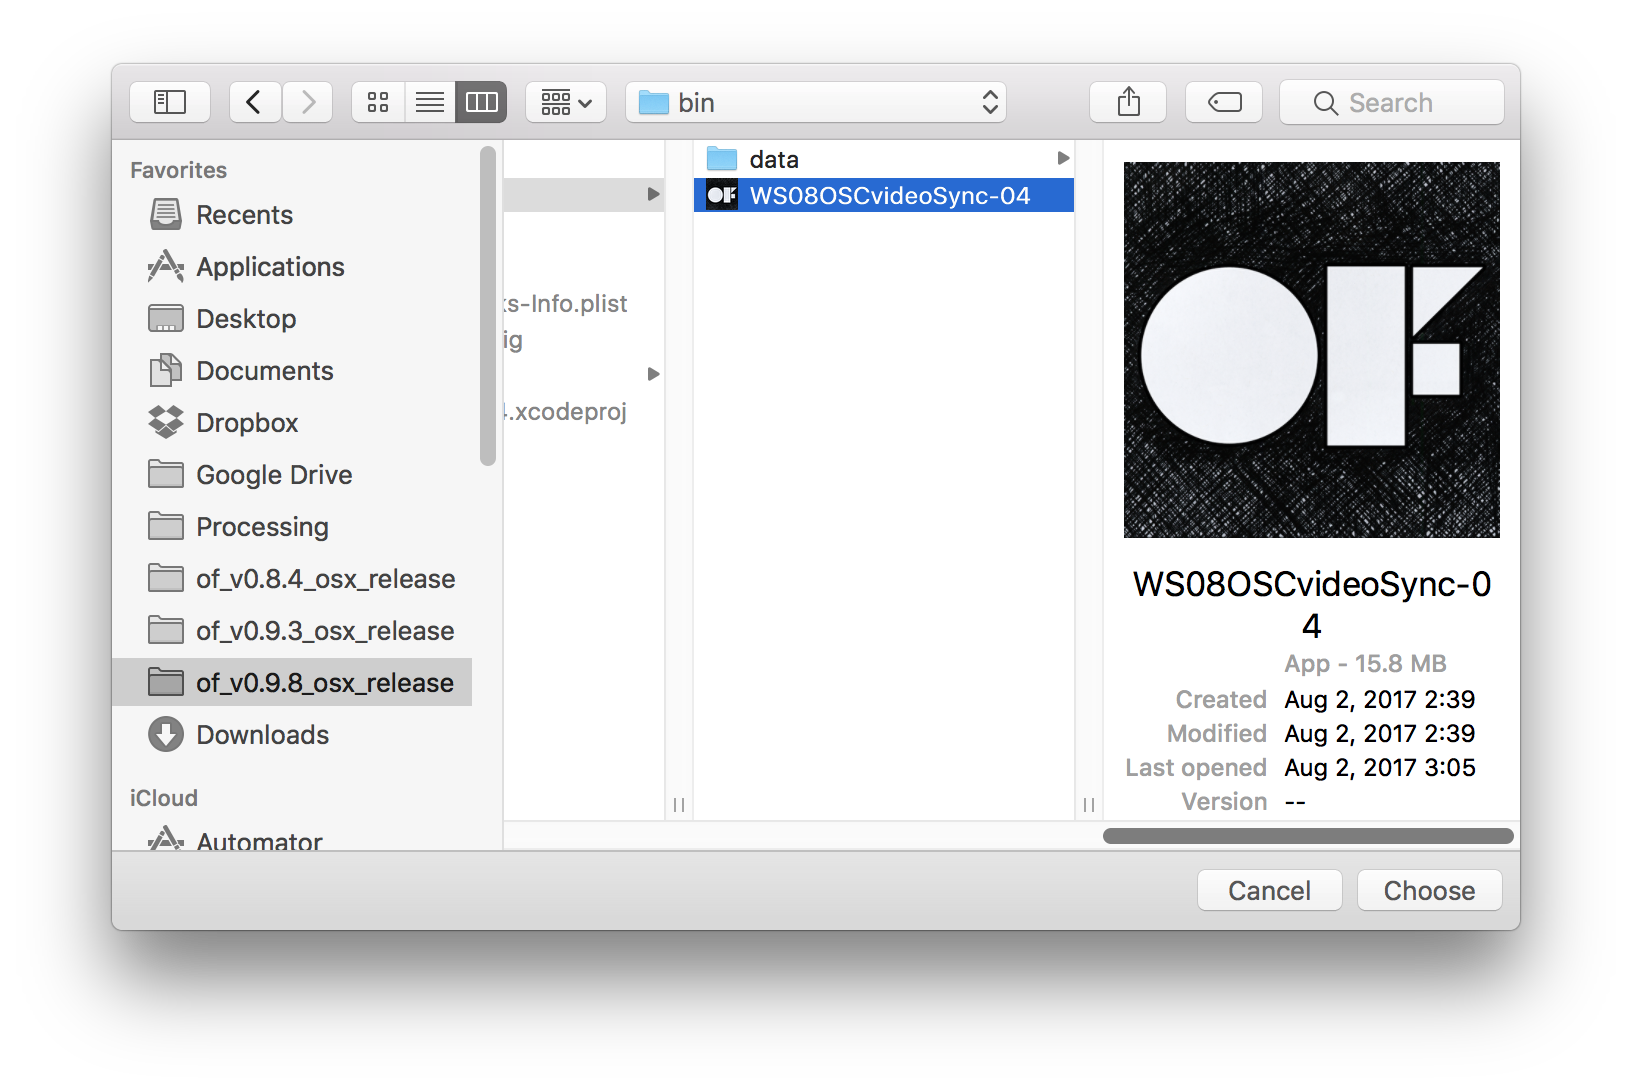 bin
Search
Favorites
Recents
Applications
Desktop
Documents
Dropbox
Google Drive
Processing
of_v0.8.4_osx_release
of_v0.9.3_osx_release
of_v0.9.8_osx_release
Downloads
iCloud
Automator
s-Info.plist
ig
.xcodeproj
data
WS08OSCvideoSync-04
OF
WS08OSCvideoSync-0
4
App - 15.8 MB
Created Aug 2, 2017 2:39
Modified Aug 2, 2017 2:39
Last opened Aug 2, 2017 3:05
Version --
Cancel
Choose